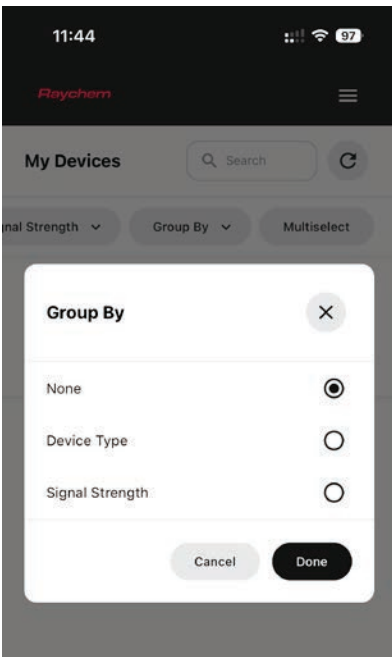 11:44 97
Raychem
My Devices Search
nal Strength Group By Multiselect
Group By
None
Device Type
Signal Strength
Cancel Done